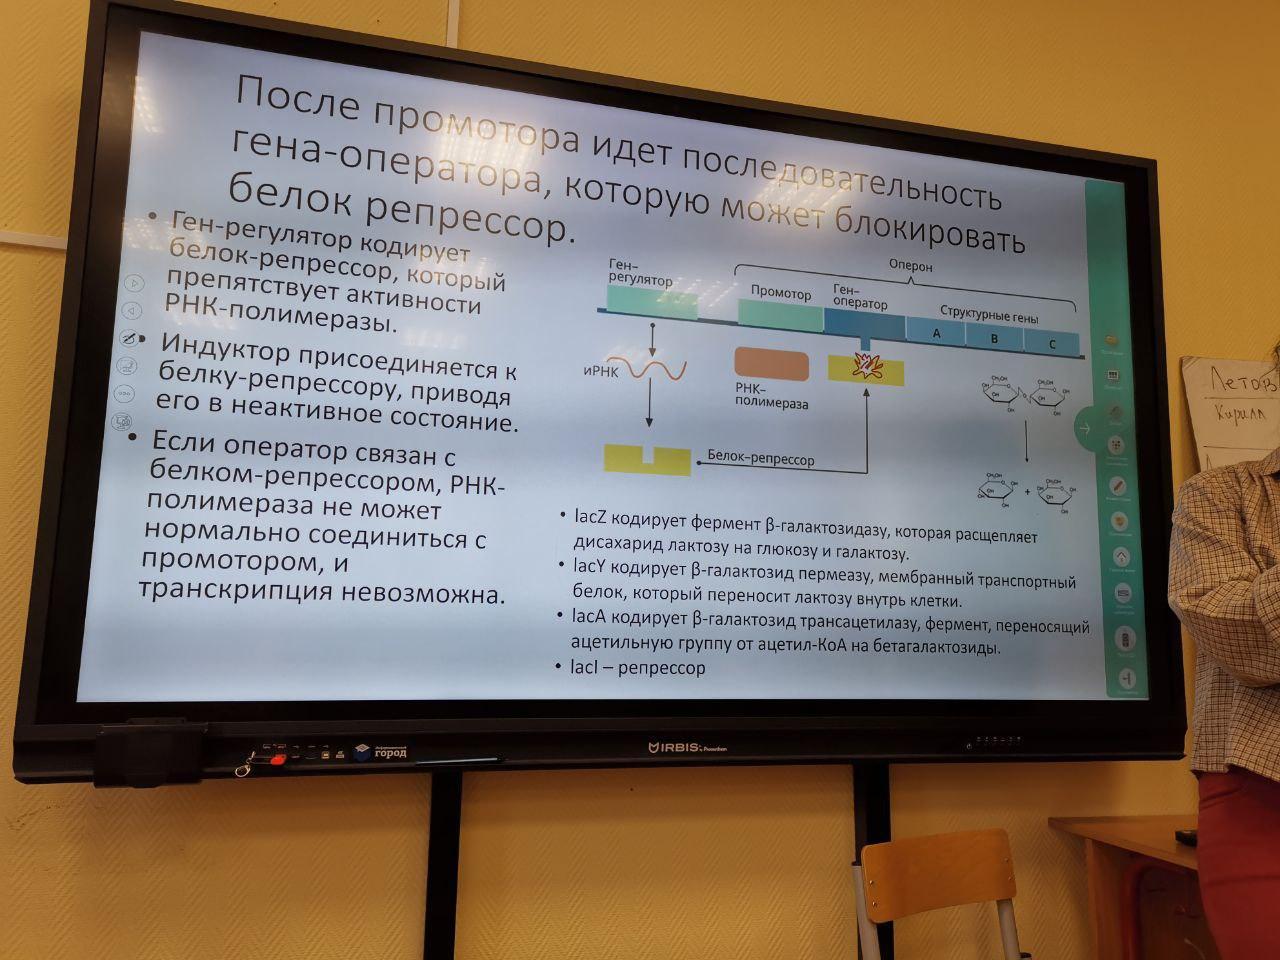 После промотора идет последовательность
гена-оператора, которую может блокировать
белок репрессор.
• Ген-регулятор кодирует
белок-репрессор, который
препятствует активности
РНК-полимеразы.
• Индуктор присоединяется к
белку-репрессору, приводя
его в неактивное состояние.
• Если оператор связан с
белком-репрессором, РНК-
полимераза не может
нормально соединиться с
промотором, и
транскрипция невозможна.
Оперон
Ген–
регулятор
Промотор
Ген–
оператор
Структурные гены
A
B
C
иРНК
РНК–
полимераза
Белок–репрессор
+
• lacZ кодирует фермент β-галактозидазу, которая расщепляет
дисахарид лактозу на глюкозу и галактозу.
• lacY кодирует β-галактозид пермеазу, мембранный транспортный
белок, который переносит лактозу внутрь клетки.
• lacA кодирует β-галактозид трансацетилазу, фермент, переносящий
ацетильную группу от ацетил-КоА на бетагалактозиды.
• lacI – репрессор
Кирилл
город
IRBIS